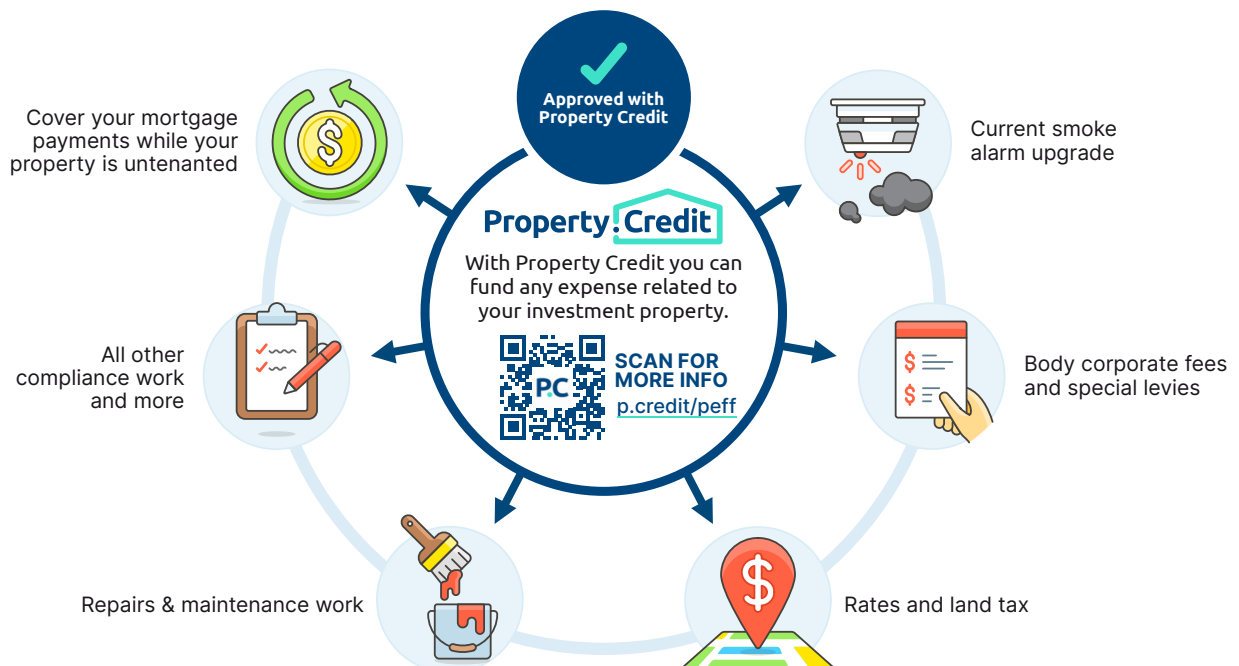 Approved with
Property Credit
Cover your mortgage
payments while your
property is untenanted
$
Current smoke
alarm upgrade
Property.Credit
With Property Credit you can
fund any expense related to
your investment property.
P.C
SCAN FOR
MORE INFO
p.credit/peff
All other
compliance work
and more
$
$
Body corporate fees
and special levies
Repairs & maintenance work
$
Rates and land tax